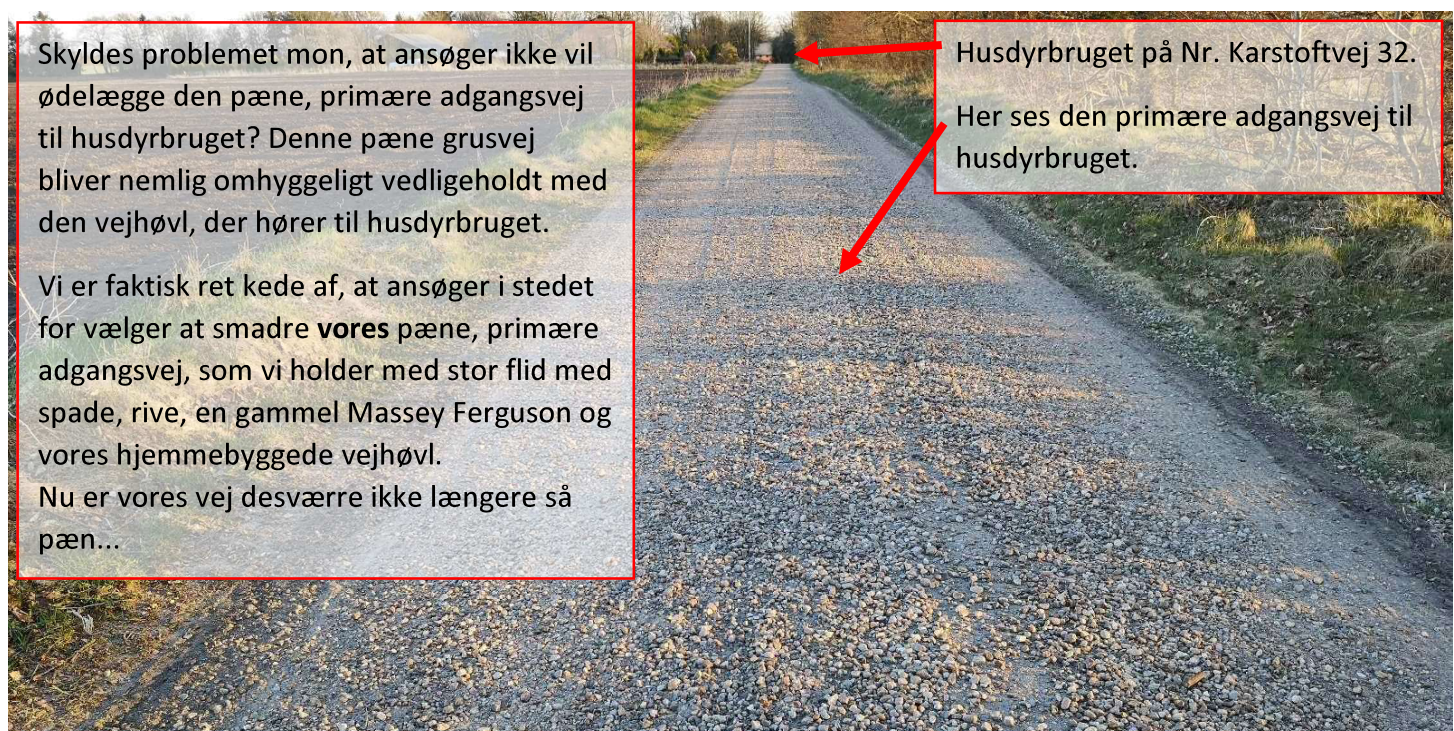 Skyldes problemet mon, at ansøger ikke vil
ødelægge den pæne, primære adgangsvej
til husdyrbruget? Denne pæne grusvej
bliver nemlig omhyggeligt vedligeholdt med
den vejhøvl, der hører til husdyrbruget.
Vi er faktisk ret kede af, at ansøger i stedet
for vælger at smadre vores pæne, primære
adgangsvej, som vi holder med stor flid med
spade, rive, en gammel Massey Ferguson og
vores hjemmebyggede vejhøvl.
Nu er vores vej desværre ikke længere så
pæn...
Husdyrbruget på Nr. Karstoftvej 32.
Her ses den primære adgangsvej til
husdyrbruget.